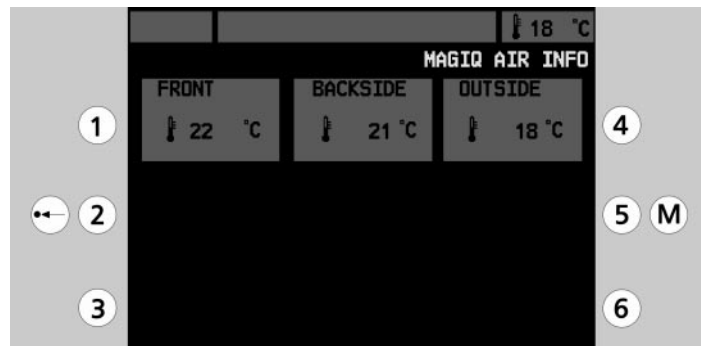 18 °C
MAGIQ AIR INFO
FRONT BACKSIDE OUTSIDE
22 °C 21 °C 18 °C
1 4
2 5 M
3 6